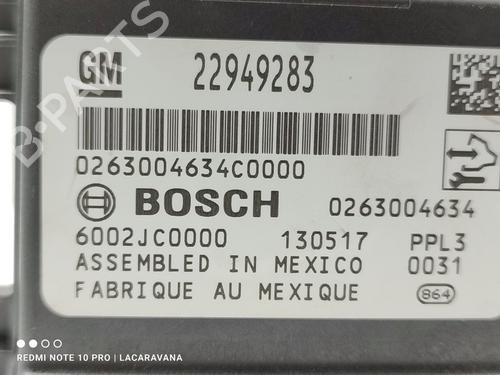 GM 22949283
0263004634C0000
BOSCH 0263004634
6002JC0000 130517 PPL3
ASSEMBLED IN MEXICO 0031
FABRIQUE AU MEXIQUE 864
B-PARTS
REDMI NOTE 10 PRO | LACARAVANA